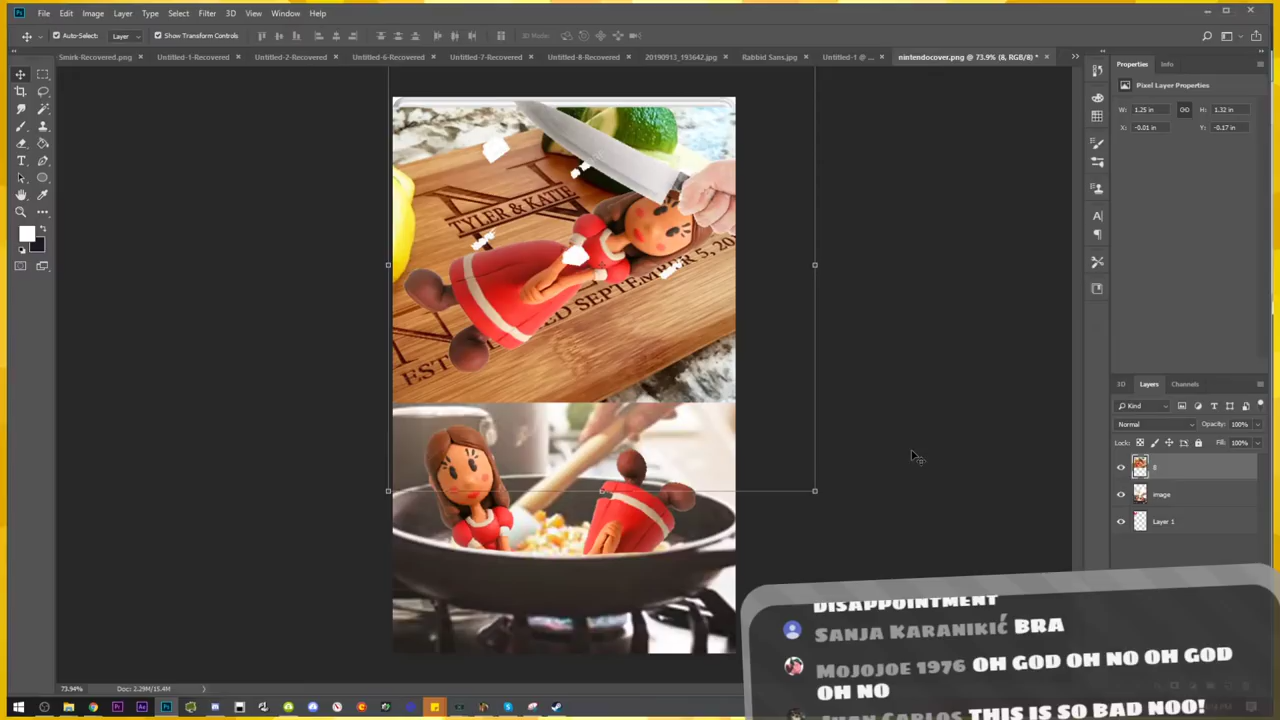 File Edit Image Layer Type Select Filter 3D View Window Help
Auto-Select: Layer Show Transform Controls 3D Mode:
Smirk-Recovered.png × Untitled-1-Recovered × Untitled-2-Recovered × Untitled-6-Recovered × Untitled-7-Recovered × Untitled-8-Recovered × 20190913_193642.jpg × Rabbid Sans.jpg × Untitled-1 @ ... × nintendocover.png @ 73.9% (8, RGB/8) * ×
Properties Info
Pixel Layer Properties
W: 1.25 in H: 1.32 in
X: -0.01 in Y: -0.17 in
N
TYLER & KATIE
SEPTEMBER 5, 20
3D Layers Channels
Kind
Normal Opacity: 100%
Lock: Fill: 100%
8
image
Layer 1
73.94% Doc: 2.29M/15.4M
DISAPPOINTMENT
Sanja Karanikić BRA
Mojojoe 1976 OH GOD OH NO OH GOD
OH NO
Juan Carlos THIS IS SO BAD NOO!